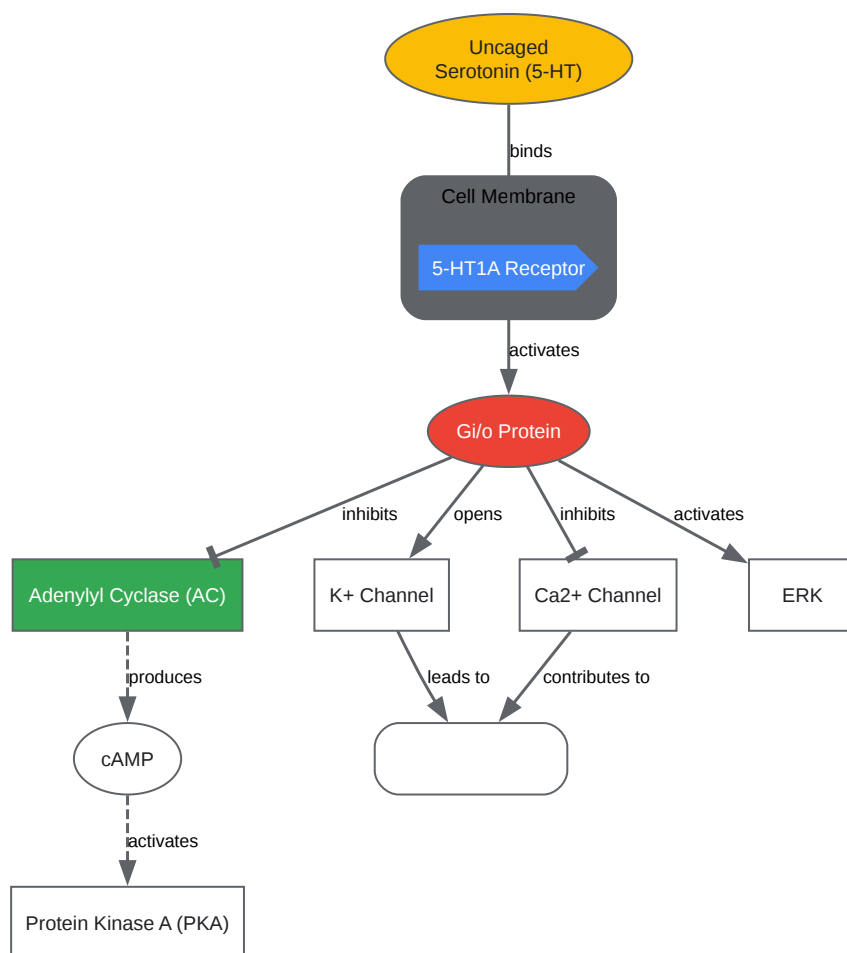 Uncaged
Serotonin (5-HT)
binds
Cell Membrane
5-HT1A Receptor
activates
Gi/o Protein
inhibits
opens
inhibits
activates
Adenylyl Cyclase (AC)
K+ Channel
Ca2+ Channel
ERK
produces
leads to
contributes to
cAMP
activates
Protein Kinase A (PKA)